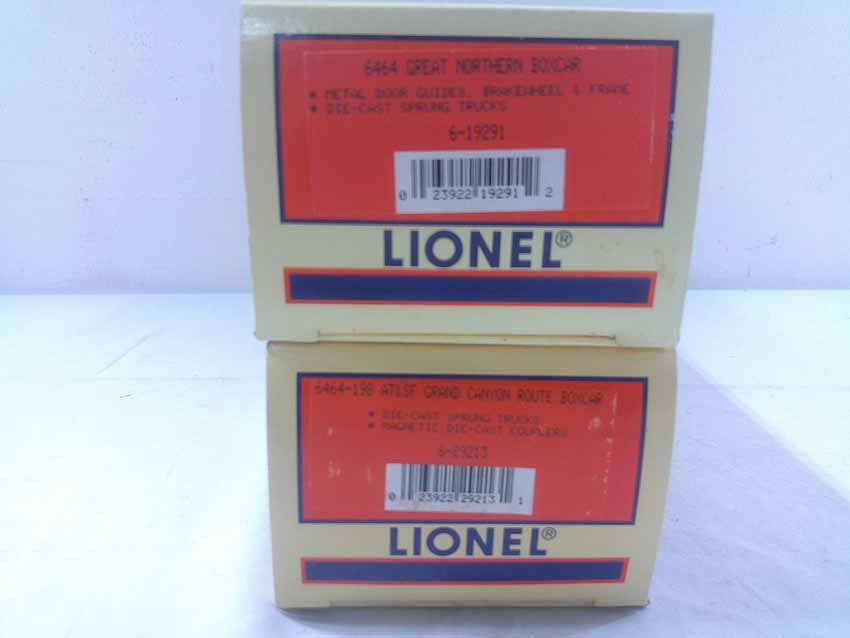 6464 GREAT NORTHERN BOXCAR
* METAL DOOR GUIDES, BRAKEWHEEL & FRAME
* DIE-CAST SPRUNG TRUCKS
6-19291
0 23922 19291 2
LIONEL®
6464-198 AT&SF GRAND CANYON ROUTE BOXCAR
* DIE-CAST SPRUNG TRUCKS
* MAGNETIC DIE-CAST COUPLERS
6-29213
0 23922 29213 1
LIONEL®